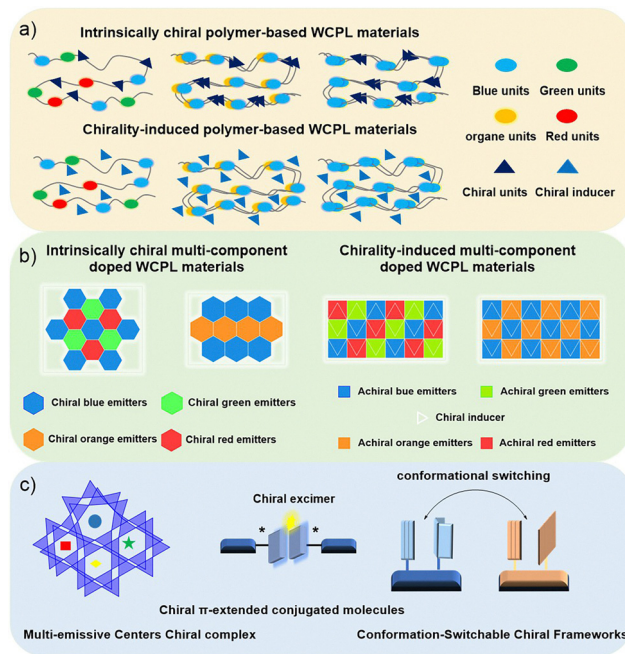 a)
Intrinsically chiral polymer-based WCPL materials
Blue units
Green units
Chirality-induced polymer-based WCPL materials
organe units
Red units
Chiral units
Chiral inducer
b)
Intrinsically chiral multi-component
doped WCPL materials
Chirality-induced multi-component
doped WCPL materials
Chiral blue emitters
Chiral green emitters
Chiral orange emitters
Chiral red emitters
Achiral blue emitters
Achiral green emitters
Chiral inducer
Achiral orange emitters
Achiral red emitters
c)
conformational switching
Chiral excimer
* *
Chiral π-extended conjugated molecules
Multi-emissive Centers Chiral complex
Conformation-Switchable Chiral Frameworks